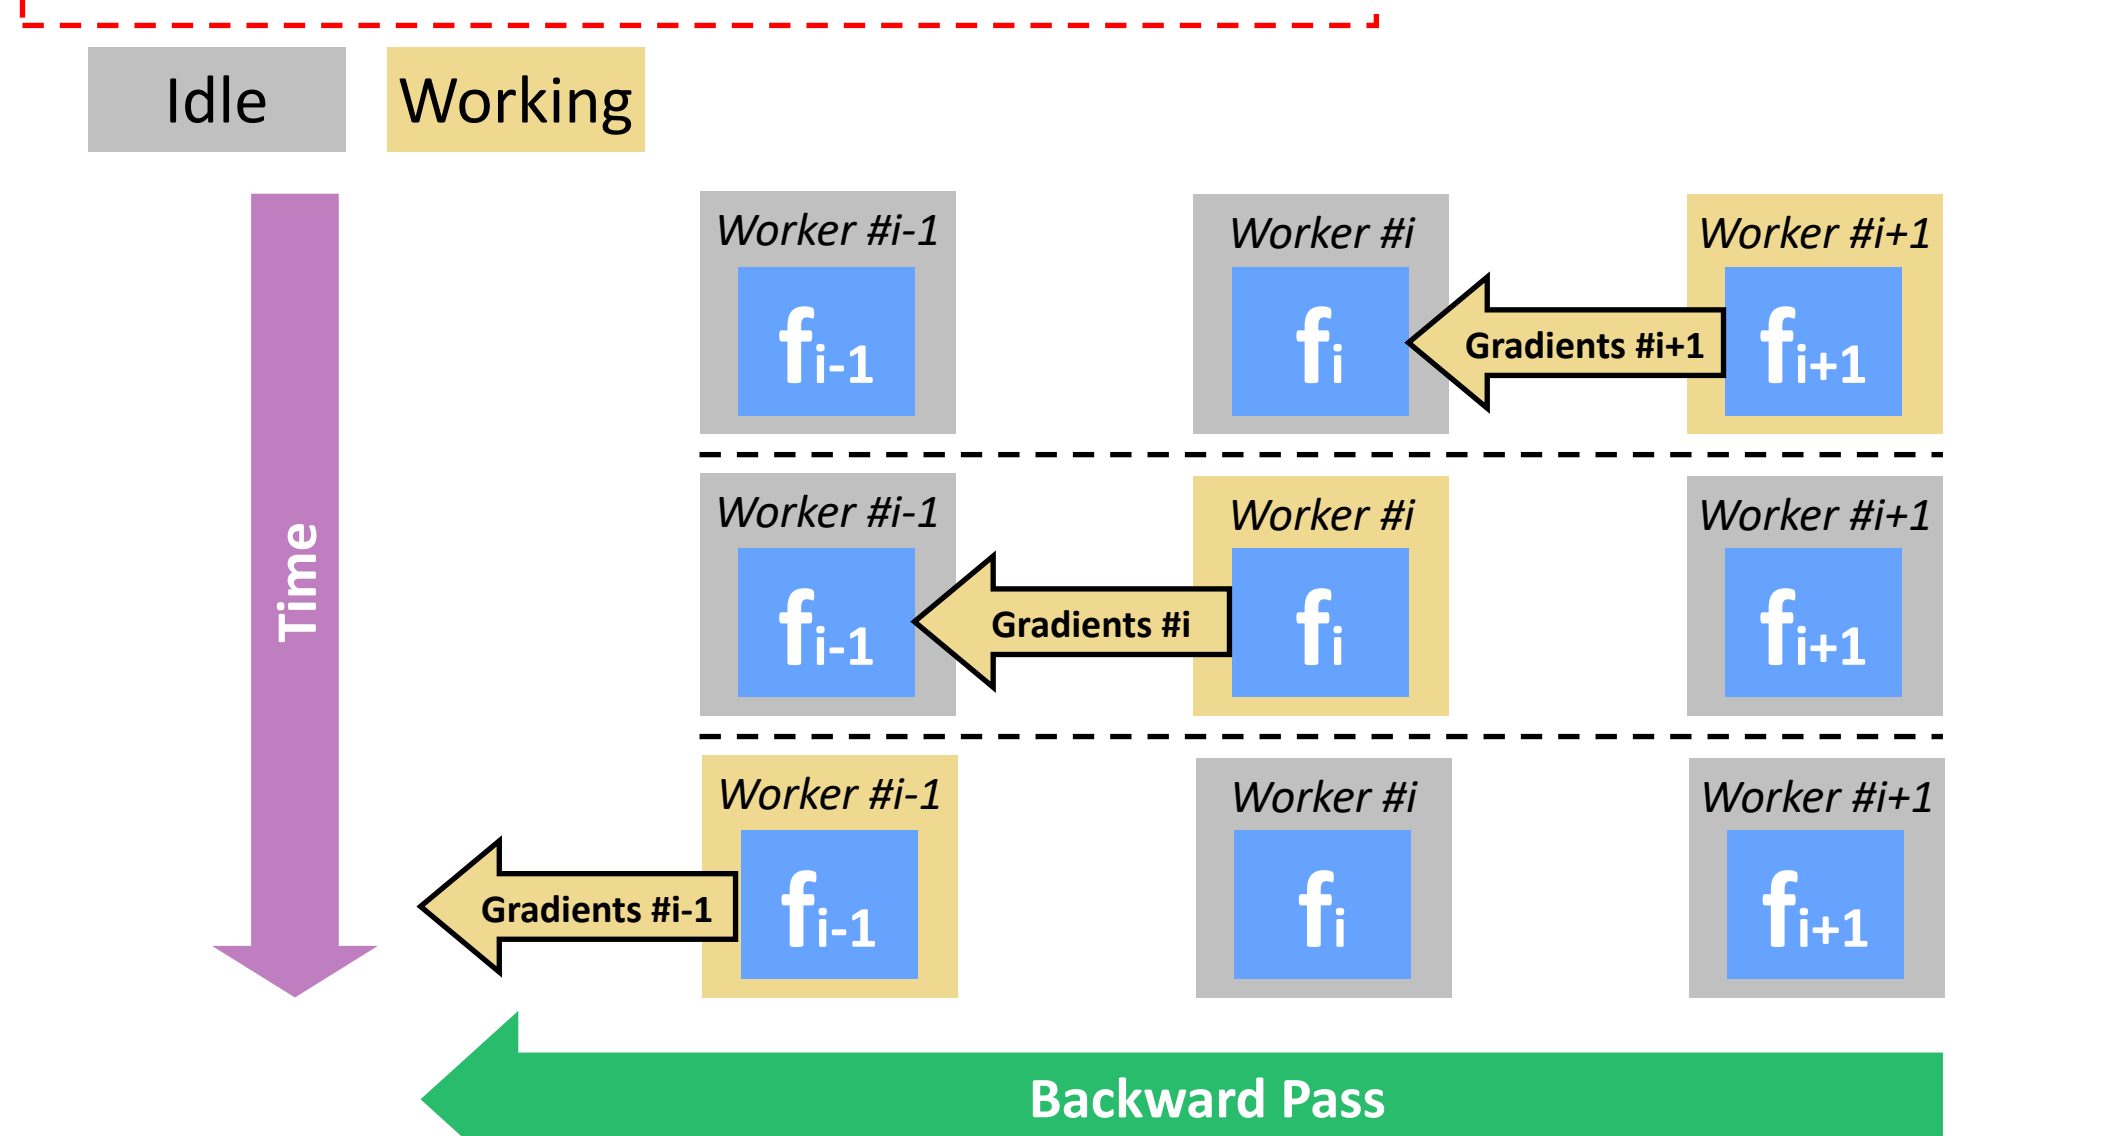 Idle
Working
Time
Worker #i-1
Worker #i
Worker #i+1
fi-1
fi
Gradients #i+1
fi+1
Worker #i-1
Worker #i
Worker #i+1
fi-1
Gradients #i
fi
fi+1
Worker #i-1
Worker #i
Worker #i+1
Gradients #i-1
fi-1
fi
fi+1
Backward Pass